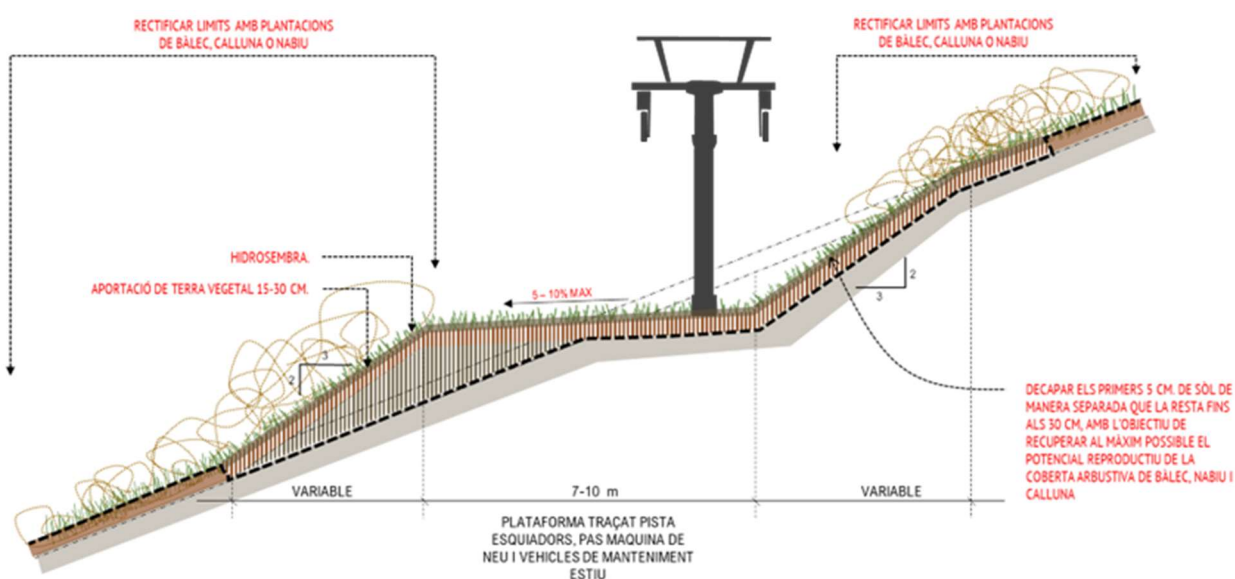 RECTIFICAR LIMITS AMB PLANTACIONS
DE BÀLEC, CALLUNA O NABIU
RECTIFICAR LIMITS AMB PLANTACIONS
DE BÀLEC, CALLUNA O NABIU
HIDROSEMBRA.
APORTACIÓ DE TERRA VEGETAL 15-30 CM.
5 – 10% MAX
3
2
2
3
DECAPAR ELS PRIMERS 5 CM. DE SÒL DE
MANERA SEPARADA QUE LA RESTA FINS
ALS 30 CM, AMB L'OBJECTIU DE
RECUPERAR AL MÀXIM POSSIBLE EL
POTENCIAL REPRODUCTIU DE LA
COBERTA ARBUSTIVA DE BÀLEC, NABIU I
CALLUNA
VARIABLE
7-10 m
VARIABLE
PLATAFORMA TRAÇAT PISTA
ESQUIADORS, PAS MAQUINA DE
NEU I VEHICLES DE MANTENIMENT
ESTIU